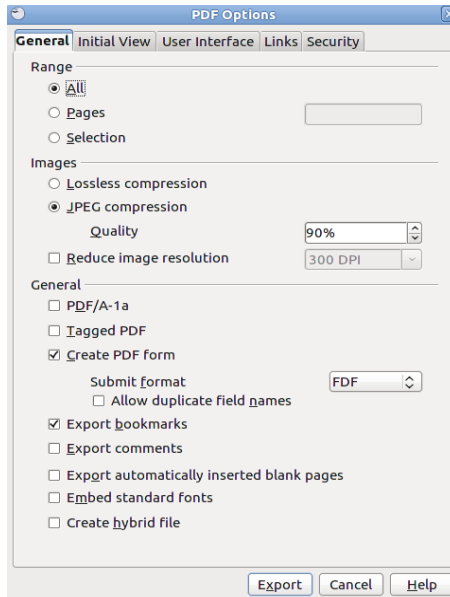 PDF Options
General Initial View User Interface Links Security
Range
All
Pages
Selection
Images
Lossless compression
JPEG compression
Quality 90%
Reduce image resolution 300 DPI
General
PDF/A-1a
Tagged PDF
Create PDF form
Submit format FDF
Allow duplicate field names
Export bookmarks
Export comments
Export automatically inserted blank pages
Embed standard fonts
Create hybrid file
Export Cancel Help